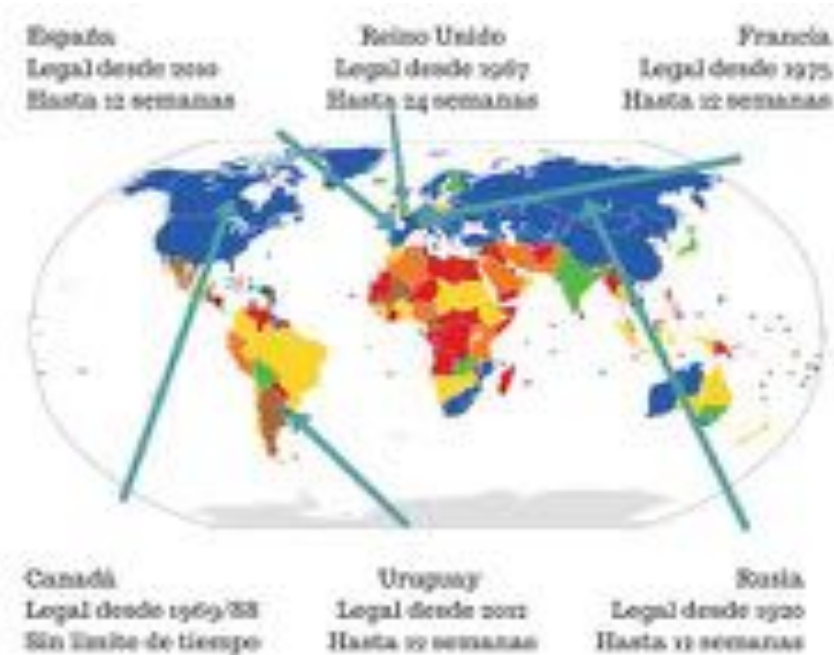 España
Legal desde 2010
Hasta 12 semanas
Reino Unido
Legal desde 1967
Hasta 24 semanas
Francia
Legal desde 1975
Hasta 12 semanas
Canadá
Legal desde 1969/88
Sin limite de tiempo
Uruguay
Legal desde 2012
Hasta 12 semanas
Rusia
Legal desde 1920
Hasta 12 semanas